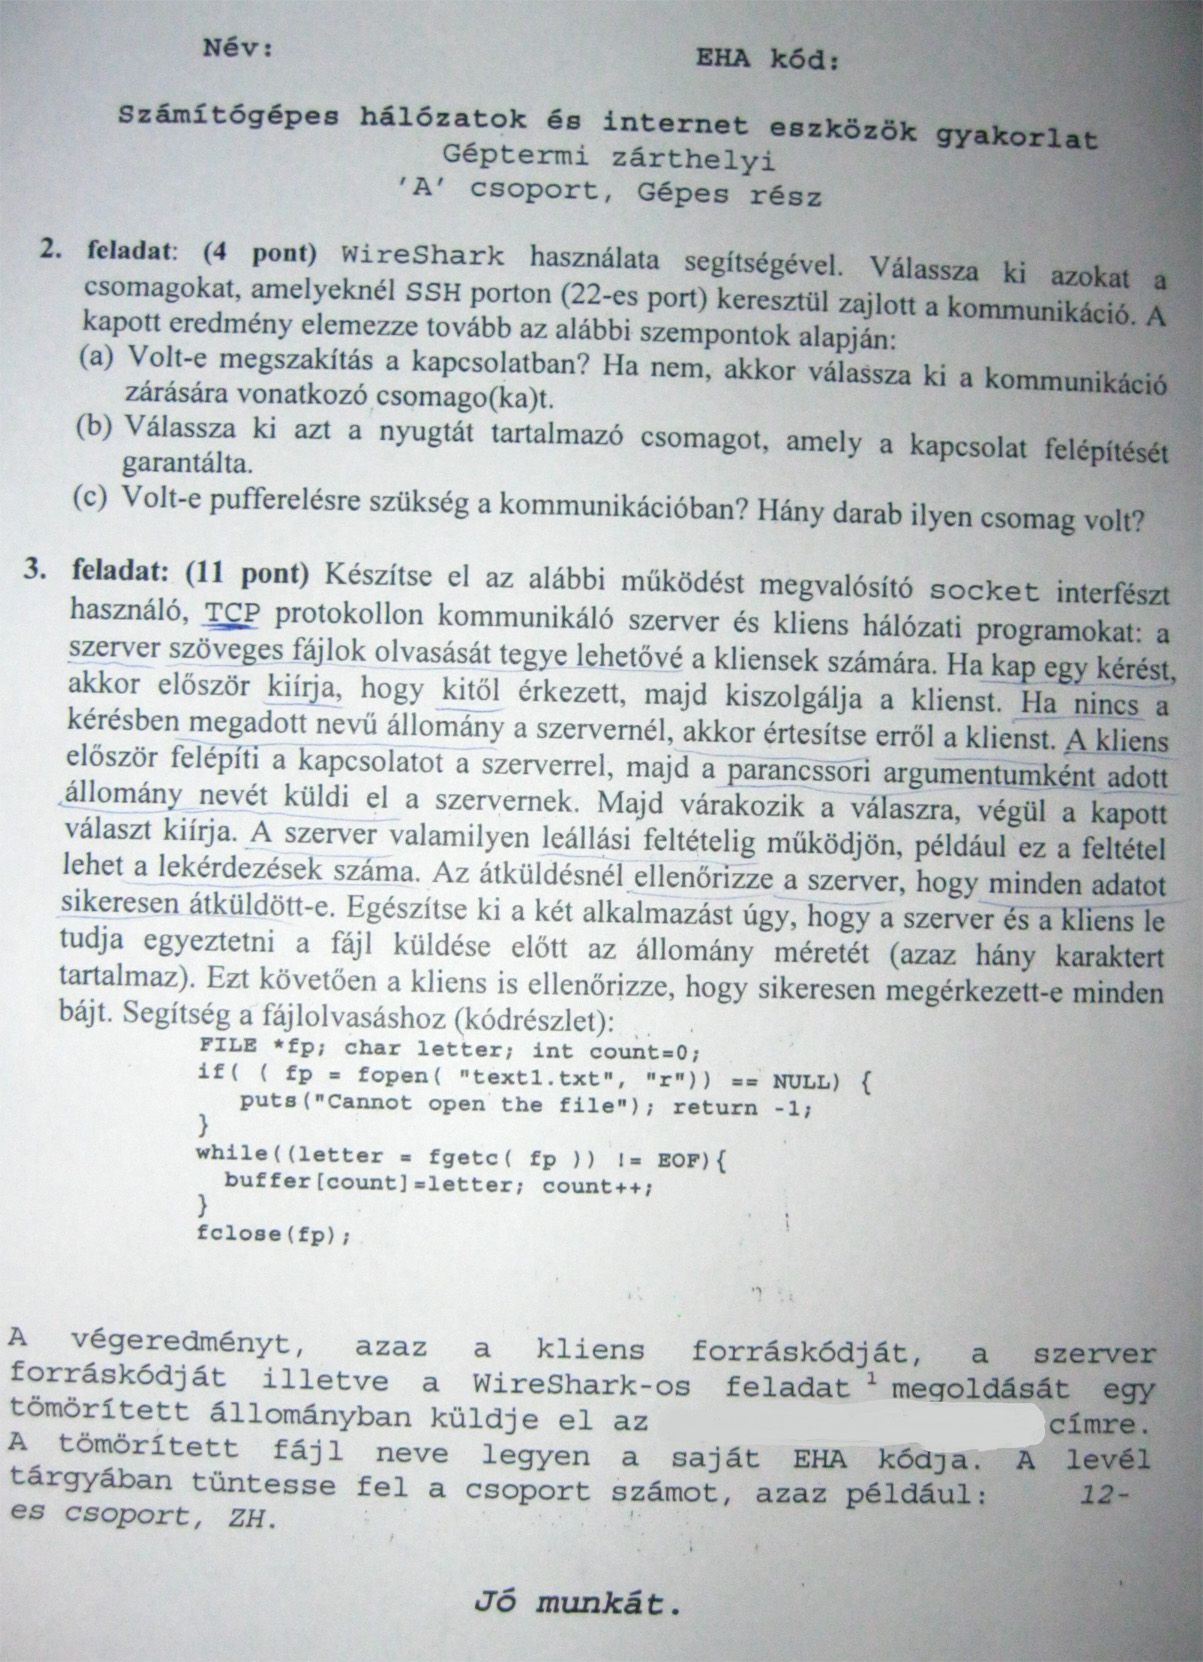 Név: EHA kód:
Számítógépes hálózatok és internet eszközök gyakorlat
Géptermi zárthelyi
'A' csoport, Gépes rész
2. feladat: (4 pont) WireShark használata segítségével. Válassza ki azokat a
csomagokat, amelyeknél SSH porton (22-es port) keresztül zajlott a kommunikáció. A
kapott eredmény elemezze tovább az alábbi szempontok alapján:
(a) Volt-e megszakítás a kapcsolatban? Ha nem, akkor válassza ki a kommunikáció
zárására vonatkozó csomago(ka)t.
(b) Válassza ki azt a nyugtát tartalmazó csomagot, amely a kapcsolat felépítését
garantálta.
(c) Volt-e pufferelésre szükség a kommunikációban? Hány darab ilyen csomag volt?
3. feladat: (11 pont) Készítse el az alábbi működést megvalósító socket interfészt
használó, TCP protokollon kommunikáló szerver és kliens hálózati programokat: a
szerver szöveges fájlok olvasását tegye lehetővé a kliensek számára. Ha kap egy kérést,
akkor először kiírja, hogy kitől érkezett, majd kiszolgálja a klienst. Ha nincs a
kérésben megadott nevű állomány a szervernél, akkor értesítse erről a klienst. A kliens
először felépíti a kapcsolatot a szerverrel, majd a parancssori argumentumként adott
állomány nevét küldi el a szervernek. Majd várakozik a válaszra, végül a kapott
választ kiírja. A szerver valamilyen leállási feltételig működjön, például ez a feltétel
lehet a lekérdezések száma. Az átküldésnél ellenőrizze a szerver, hogy minden adatot
sikeresen átküldött-e. Egészítse ki a két alkalmazást úgy, hogy a szerver és a kliens le
tudja egyeztetni a fájl küldése előtt az állomány méretét (azaz hány karaktert
tartalmaz). Ezt követően a kliens is ellenőrizze, hogy sikeresen megérkezett-e minden
bájt. Segítség a fájlolvasáshoz (kódrészlet):
FILE *fp; char letter; int count=0;
if( ( fp = fopen( "text1.txt", "r")) == NULL) {
puts("Cannot open the file"); return -1;
}
while((letter = fgetc( fp )) != EOF){
buffer[count]=letter; count++;
}
fclose(fp);
A végeredményt, azaz a kliens forráskódját, a szerver
forráskódját illetve a WireShark-os feladat 1 megoldását egy
tömörített állományban küldje el az címre.
A tömörített fájl neve legyen a saját EHA kódja. A levél
tárgyában tüntesse fel a csoport számot, azaz például: 12-
es csoport, ZH.
Jó munkát.